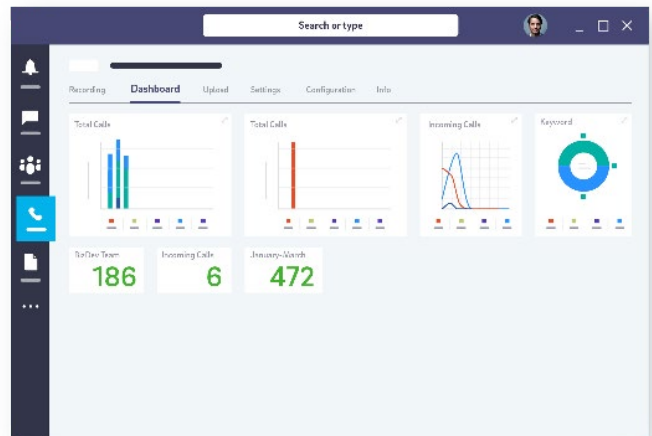 Search or type
Recording Dashboard Upload Settings Configuration Info
Total Calls
Total Calls
Incoming Calls
Keyword
BizDev Team
186
Incoming Calls
6
January-March
472